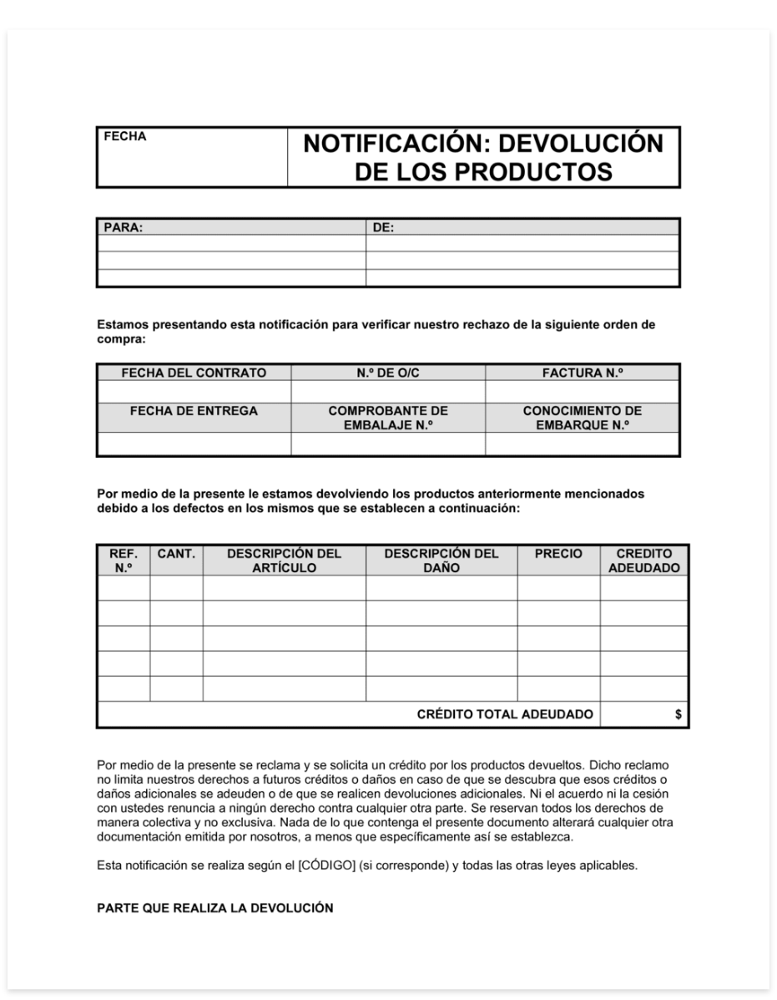 FECHA
NOTIFICACIÓN: DEVOLUCIÓN
DE LOS PRODUCTOS
PARA:
DE:
Estamos presentando esta notificación para verificar nuestro rechazo de la siguiente orden de
compra:
FECHA DEL CONTRATO
N.º DE O/C
FACTURA N.º
FECHA DE ENTREGA
COMPROBANTE DE
EMBALAJE N.º
CONOCIMIENTO DE
EMBARQUE N.º
Por medio de la presente le estamos devolviendo los productos anteriormente mencionados
debido a los defectos en los mismos que se establecen a continuación:
REF.
N.º
CANT.
DESCRIPCIÓN DEL
ARTÍCULO
DESCRIPCIÓN DEL
DAÑO
PRECIO
CREDITO
ADEUDADO
CRÉDITO TOTAL ADEUDADO
$
Por medio de la presente se reclama y se solicita un crédito por los productos devueltos. Dicho reclamo
no limita nuestros derechos a futuros créditos o daños en caso de que se descubra que esos créditos o
daños adicionales se adeuden o de que se realicen devoluciones adicionales. Ni el acuerdo ni la cesión
con ustedes renuncia a ningún derecho contra cualquier otra parte. Se reservan todos los derechos de
manera colectiva y no exclusiva. Nada de lo que contenga el presente documento alterará cualquier otra
documentación emitida por nosotros, a menos que específicamente así se establezca.
Esta notificación se realiza según el [CÓDIGO] (si corresponde) y todas las otras leyes aplicables.
PARTE QUE REALIZA LA DEVOLUCIÓN